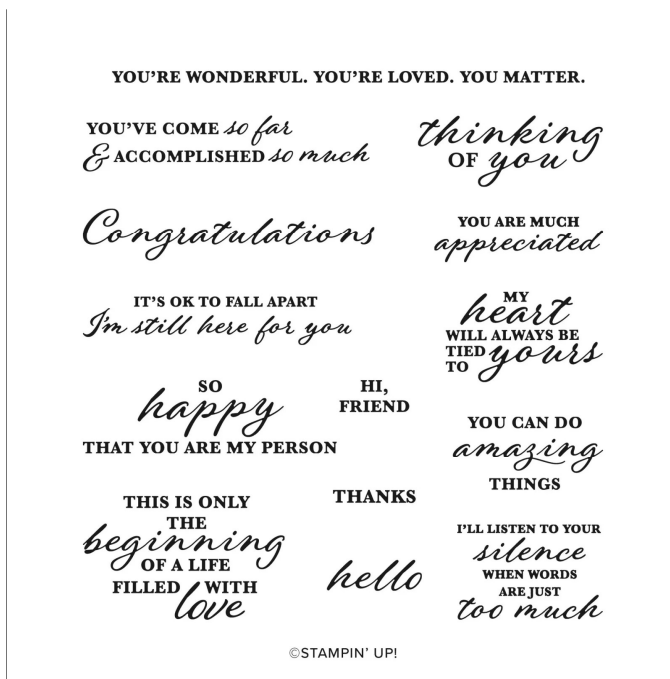 YOU'RE WONDERFUL. YOU'RE LOVED. YOU MATTER.
YOU'VE COME so far
& ACCOMPLISHED so much
thinking
OF you
Congratulations
YOU ARE MUCH
appreciated
IT'S OK TO FALL APART
I'm still here for you
MY
heart
WILL ALWAYS BE
TIED yours
TO
SO
happy
THAT YOU ARE MY PERSON
HI,
FRIEND
YOU CAN DO
amazing
THINGS
THIS IS ONLY
THE
beginning
OF A LIFE
FILLED WITH
love
THANKS
hello
I'LL LISTEN TO YOUR
silence
WHEN WORDS
ARE JUST
too much
©STAMPIN' UP!